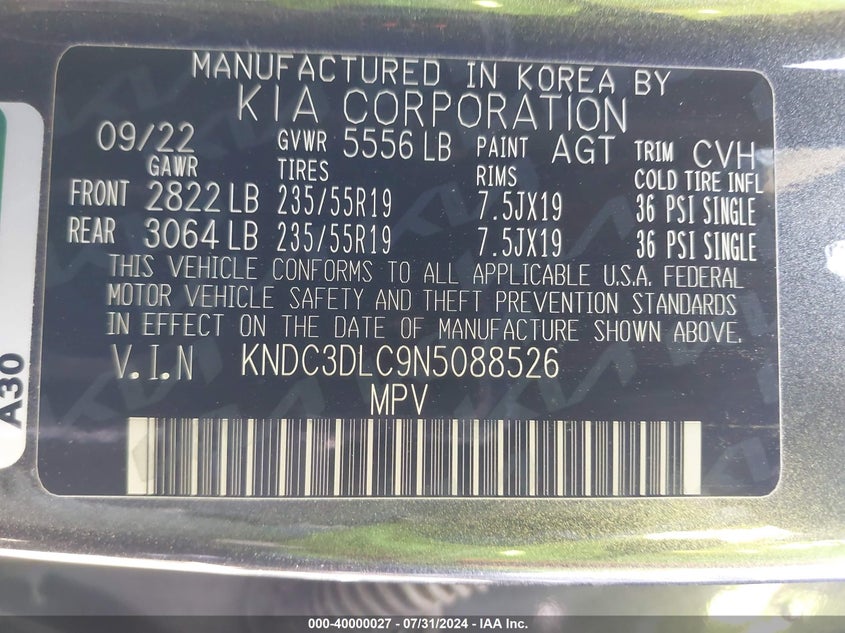 MANUFACTURED IN KOREA BY
KIA CORPORATION
09/22 GVWR 5556 LB PAINT AGT TRIM CVH
GAWR TIRES RIMS COLD TIRE INFL
FRONT 2822 LB 235/55R19 7.5JX19 36 PSI SINGLE
REAR 3064 LB 235/55R19 7.5JX19 36 PSI SINGLE
THIS VEHICLE CONFORMS TO ALL APPLICABLE U.S.A. FEDERAL
MOTOR VEHICLE SAFETY AND THEFT PREVENTION STANDARDS
IN EFFECT ON THE DATE OF MANUFACTURE SHOWN ABOVE.
V.I.N KNDC3DLC9N5088526
MPV
A30
000-40000027 - 07/31/2024 - IAA Inc.